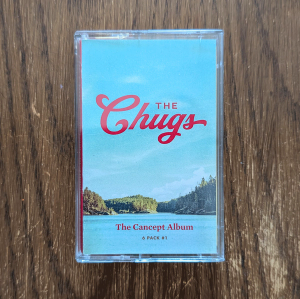 THE
Chugs
The Cancept Album
6 PACK #1